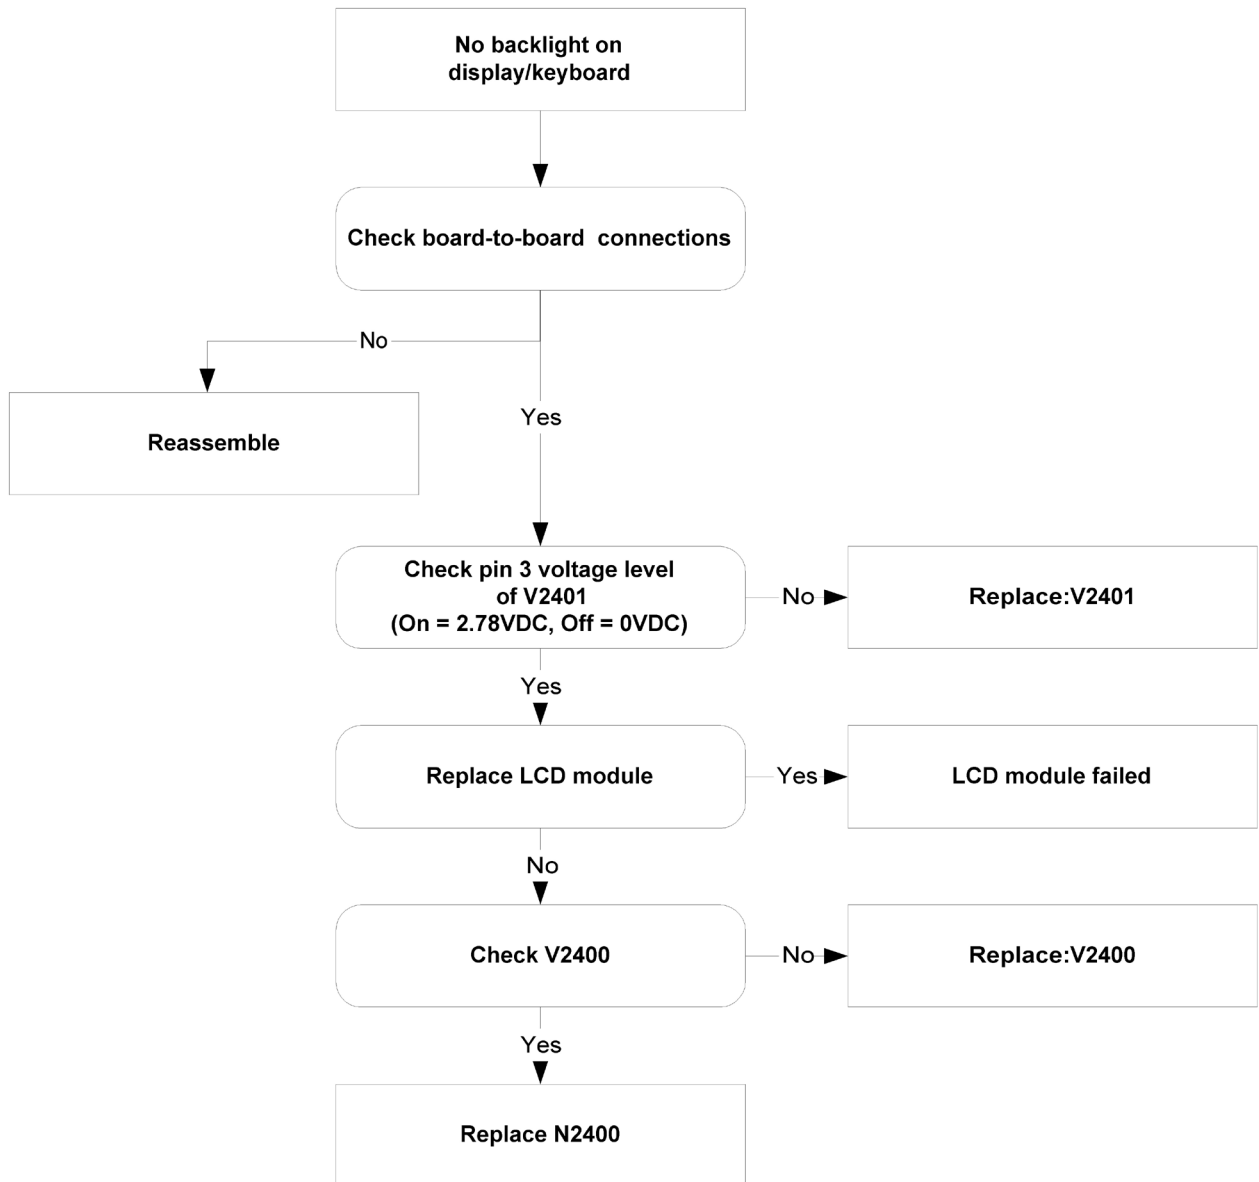 No backlight on
display/keyboard
Check board-to-board connections
No
Reassemble
Yes
Check pin 3 voltage level
of V2401
(On = 2.78VDC, Off = 0VDC)
No
Replace:V2401
Yes
Replace LCD module
Yes
LCD module failed
No
Check V2400
No
Replace:V2400
Yes
Replace N2400